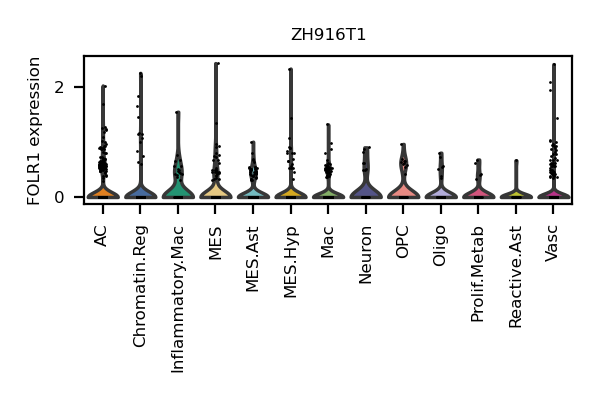 ZH916T1
FOLR1 expression
2
0
AC
Chromatin.Reg
Inflammatory.Mac
MES
MES.Ast
MES.Hyp
Mac
Neuron
OPC
Oligo
Prolif.Metab
Reactive.Ast
Vasc